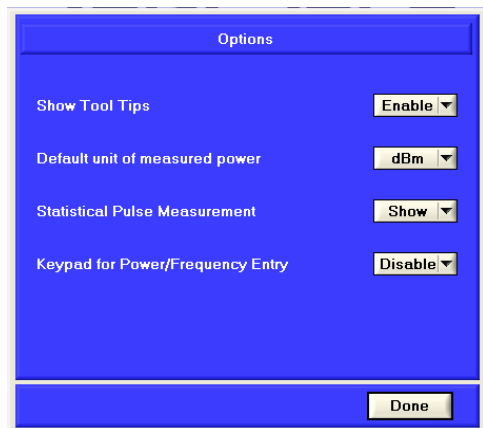 Options
Show Tool Tips Enable
Default unit of measured power dBm
Statistical Pulse Measurement Show
Keypad for Power/Frequency Entry Disable
Done